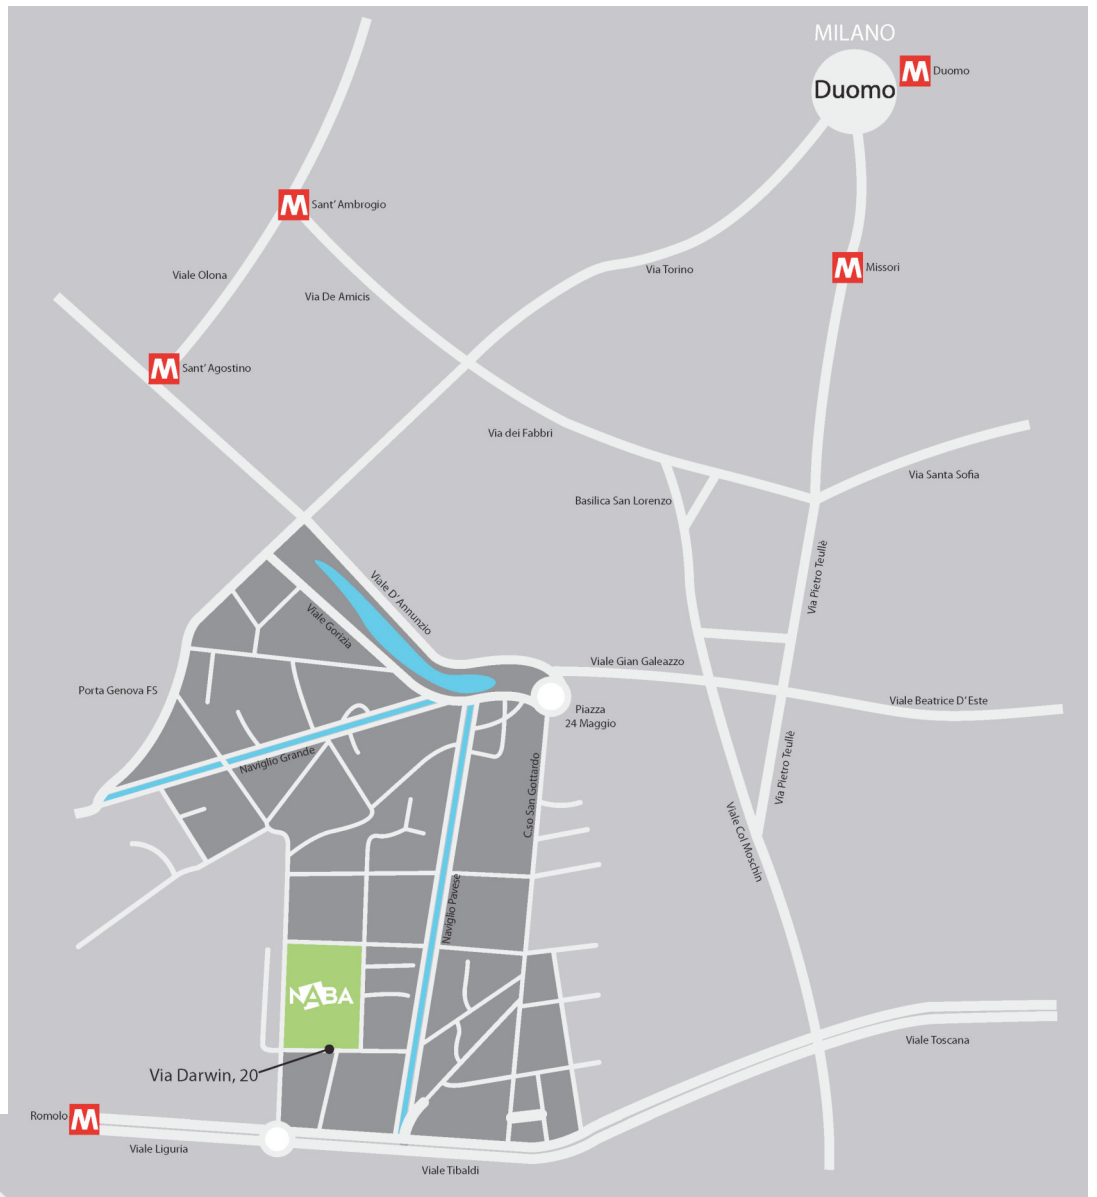 MILANO
M Duomo
Duomo
M Sant' Ambrogio
Viale Olona
Via De Amicis
Via Torino
M Missori
M Sant' Agostino
Via dei Fabbri
Via Santa Sofia
Basilica San Lorenzo
Via Pietro Teullè
Viale D' Annunzio
Viale Gorizia
Viale Gian Galeazzo
Porta Genova FS
Viale Beatrice D' Este
Piazza
24 Maggio
Naviglio Grande
C.so San Gottardo
Via Pietro Teullè
Viale Col Moschin
Naviglio Pavese
NABA
Viale Toscana
Via Darwin, 20
Romolo M
Viale Liguria
Viale Tibaldi